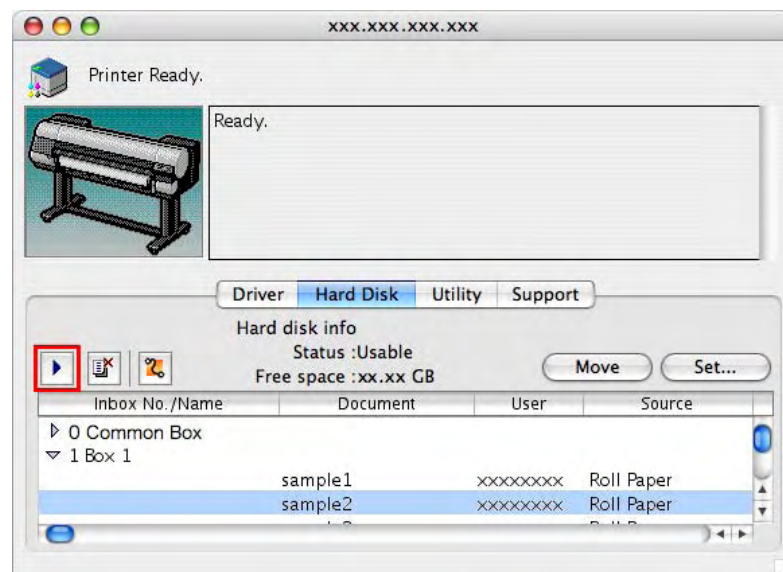 xxx.xxx.xxx.xxx
Printer Ready.
Ready.
Driver Hard Disk Utility Support
Hard disk info
Status :Usable
Free space :xx.xx GB
Move Set...
Inbox No./Name Document User Source
0 Common Box
1 Box 1
sample1 xxxxxxxx Roll Paper
sample2 xxxxxxxx Roll Paper